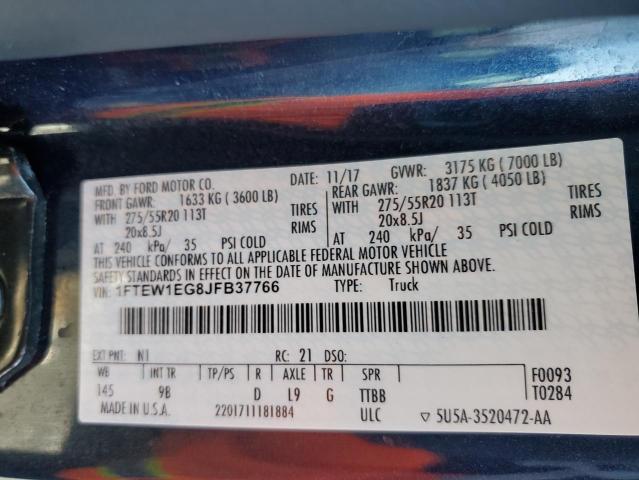 MFD. BY FORD MOTOR CO. DATE: 11/17 GVWR: 3175 KG ( 7000 LB)
FRONT GAWR: 1633 KG ( 3600 LB) REAR GAWR: 1837 KG ( 4050 LB)
WITH 275/55R20 113T TIRES WITH 275/55R20 113T TIRES
20x8.5J RIMS 20x8.5J RIMS
AT 240 kPa/ 35 PSI COLD AT 240 kPa/ 35 PSI COLD
THIS VEHICLE CONFORMS TO ALL APPLICABLE FEDERAL MOTOR VEHICLE
SAFETY STANDARDS IN EFFECT ON THE DATE OF MANUFACTURE SHOWN ABOVE.
VIN: 1FTEW1EG8JFB37766 TYPE: Truck
EXT PNT: N1 RC: 21 DSO:
WB INT TR TP/PS R AXLE TR SPR F0093
145 9B D L9 G TTBB T0284
MADE IN U.S.A. 2201711181884 ULC ▽ 5U5A-3520472-AA